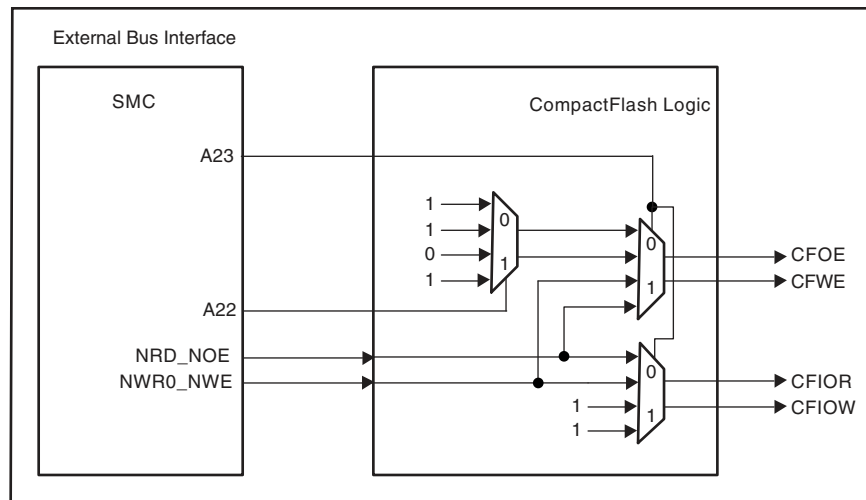 External Bus Interface
SMC
CompactFlash Logic
A23
1
1
0
1
0
1
A22
0
1
CFOE
CFWE
NRD_NOE
NWR0_NWE
0
1
1
1
CFIOR
CFIOW